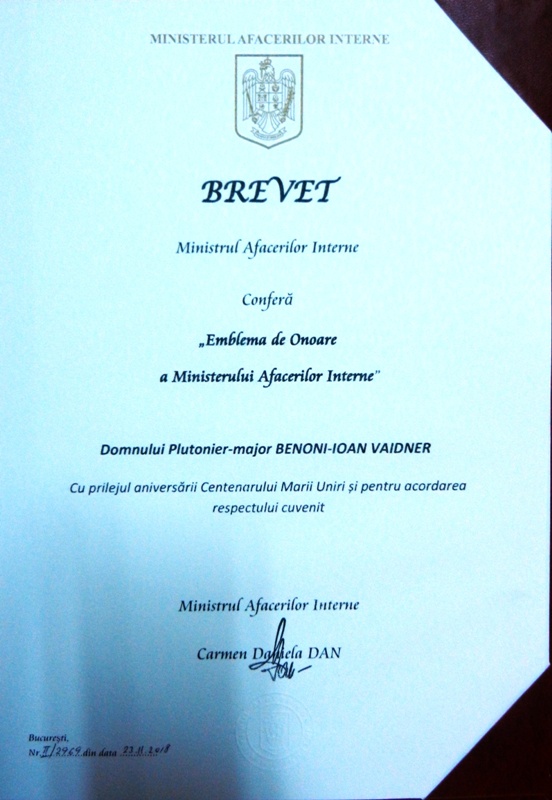 MINISTERUL AFACERILOR INTERNE
BREVET
Ministrul Afacerilor Interne
Conferă
„Emblema de Onoare
a Ministerului Afacerilor Interne”
Domnului Plutonier-major BENONI-IOAN VAIDNER
Cu prilejul aniversării Centenarului Marii Uniri și pentru acordarea
respectului cuvenit
Ministrul Afacerilor Interne
Carmen Daniela DAN
București,
Nr. II/2969 din data 23.11.2018